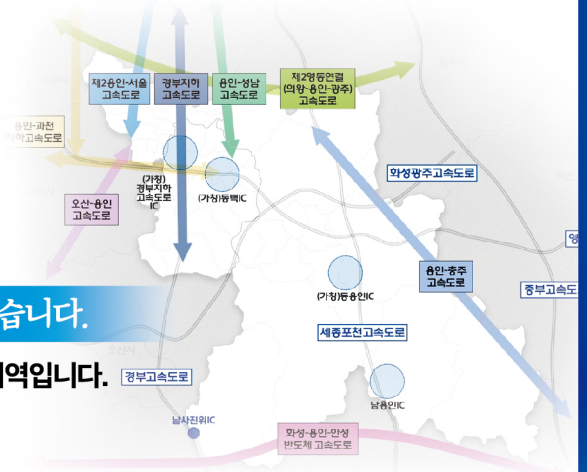 제2용인-서울
고속도로
경부지하
고속도로
용인-성남
고속도로
제2영동연결
(의왕-용인-광주)
고속도로
용인-과천
지하고속도로
(가칭)
경부지하
고속도로
IC
(가칭)동백IC
화성광주고속도로
오산-용인
고속도로
용인-충주
고속도로
(가칭)동용인IC
중부고속도
습니다.
세종포천고속도로
역입니다.
경부고속도로
남용인IC
남사진위IC
화성-용인-안성
반도체 고속도로